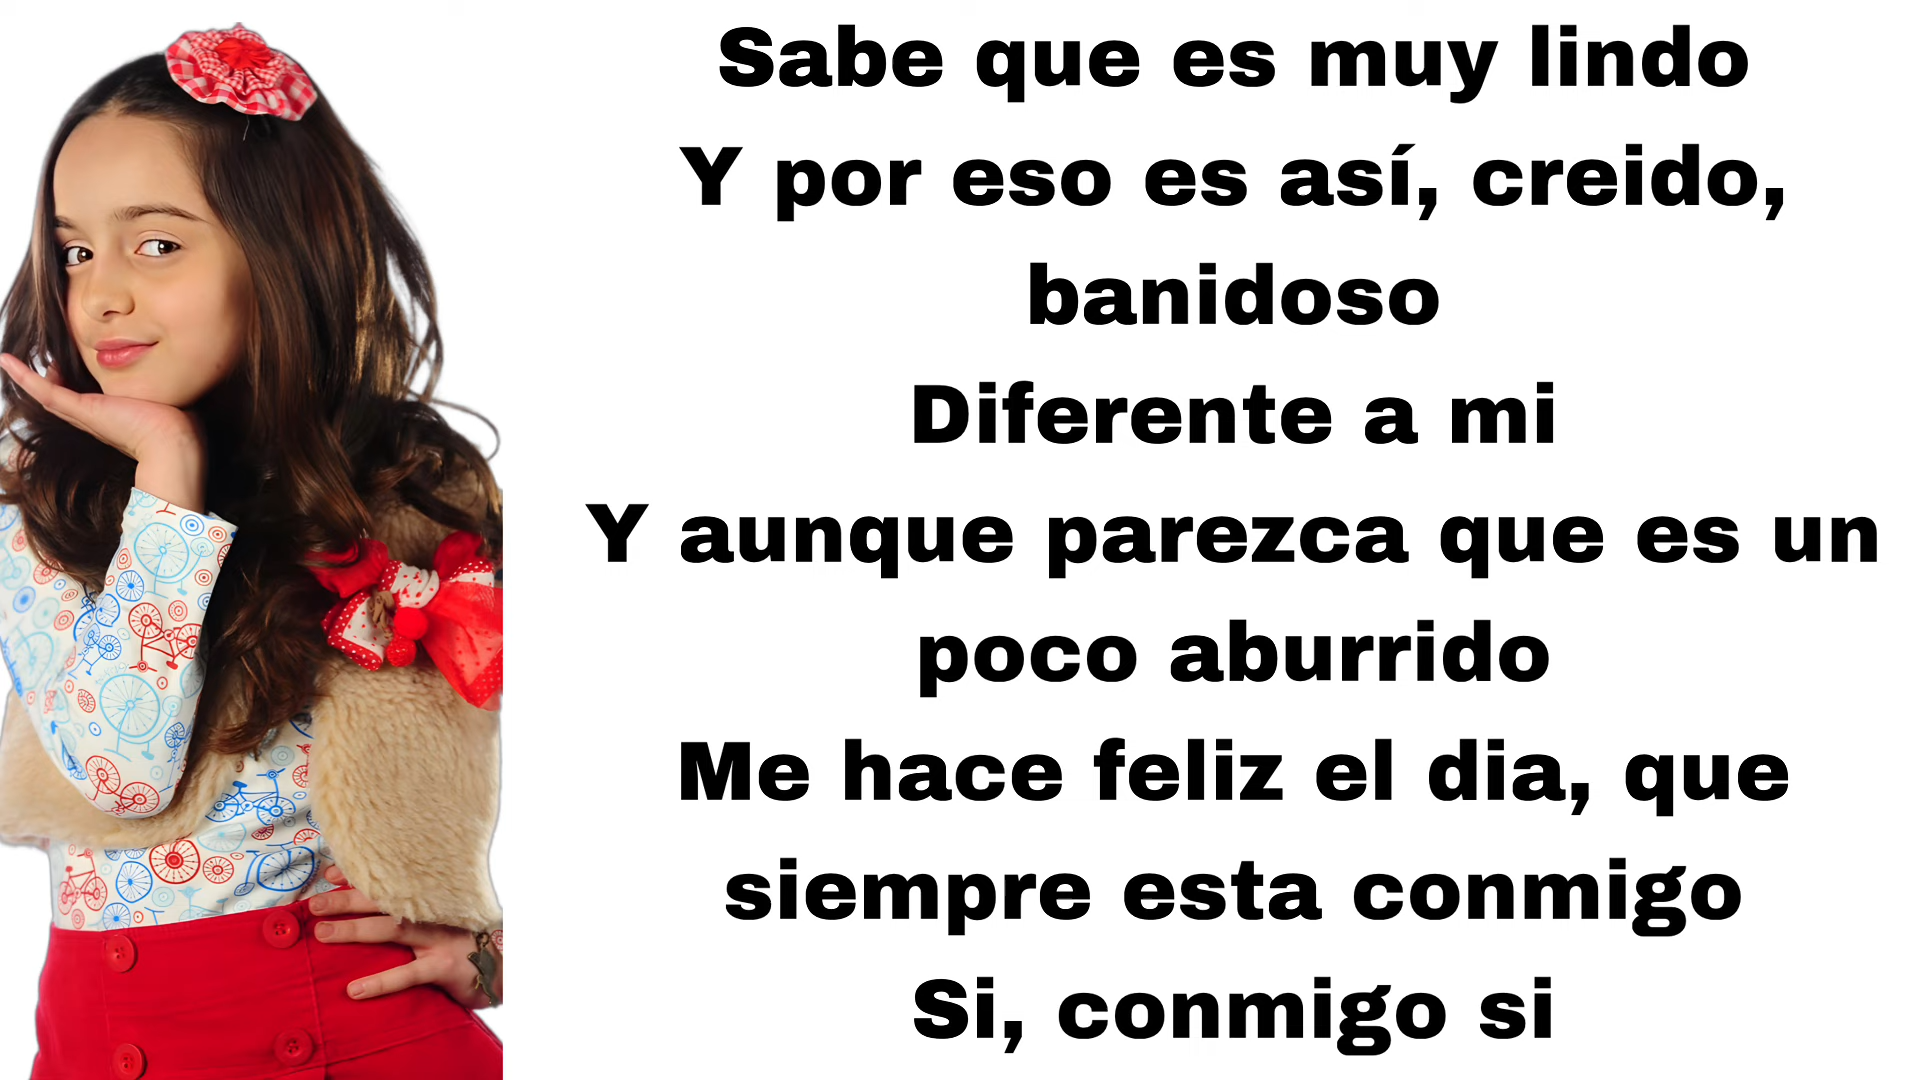 Sabe que es muy lindo
Y por eso es así, creido,
banidoso
Diferente a mi
Y aunque parezca que es un
poco aburrido
Me hace feliz el dia, que
siempre esta conmigo
Si, conmigo si